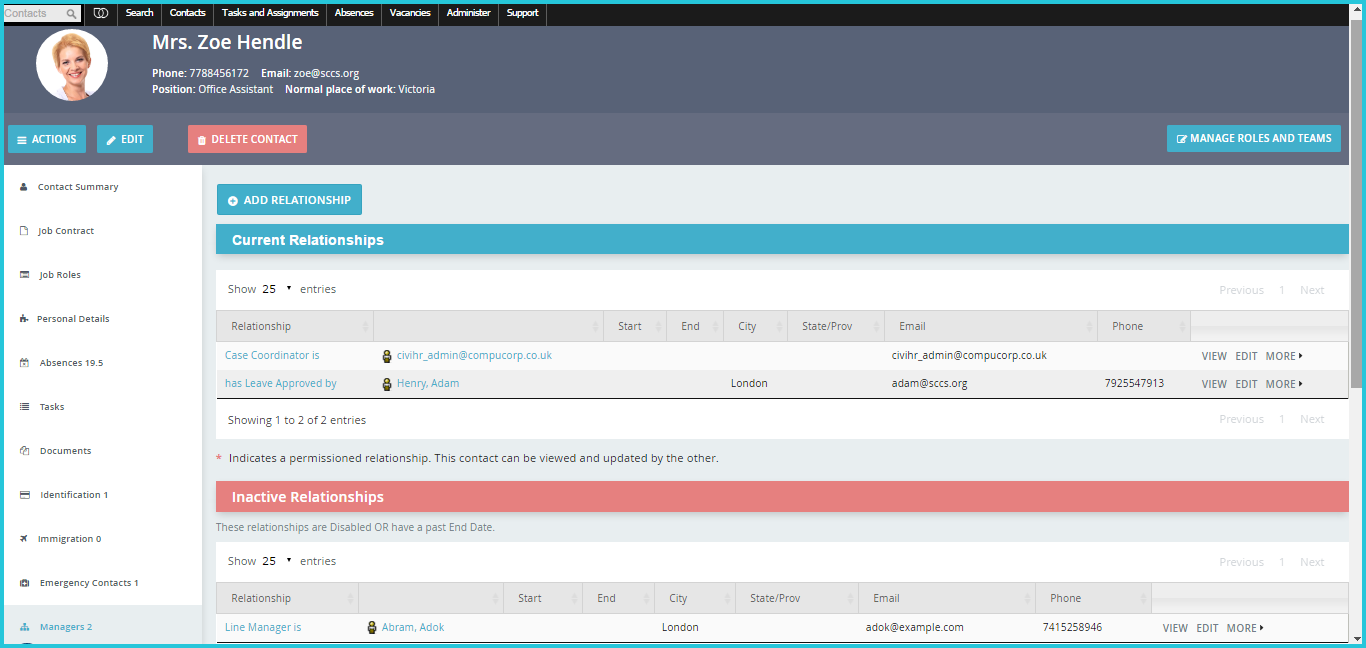 Contacts Search Contacts Tasks and Assignments Absences Vacancies Administer Support
Mrs. Zoe Hendle
Phone: 7788456172 Email: zoe@sccs.org
Position: Office Assistant Normal place of work: Victoria
ACTIONS EDIT DELETE CONTACT MANAGE ROLES AND TEAMS
Contact Summary
Job Contract
Job Roles
Personal Details
Absences 19.5
Tasks
Documents
Identification 1
Immigration 0
Emergency Contacts 1
Managers 2
ADD RELATIONSHIP
Current Relationships
Show 25 entries Previous 1 Next
Relationship Start End City State/Prov Email Phone
Case Coordinator is civihr_admin@compucorp.co.uk civihr_admin@compucorp.co.uk VIEW EDIT MORE
has Leave Approved by Henry, Adam London adam@sccs.org 7925547913 VIEW EDIT MORE
Showing 1 to 2 of 2 entries Previous 1 Next
* Indicates a permissioned relationship. This contact can be viewed and updated by the other.
Inactive Relationships
These relationships are Disabled OR have a past End Date.
Show 25 entries Previous 1 Next
Relationship Start End City State/Prov Email Phone
Line Manager is Abram, Adok London adok@example.com 7415258946 VIEW EDIT MORE